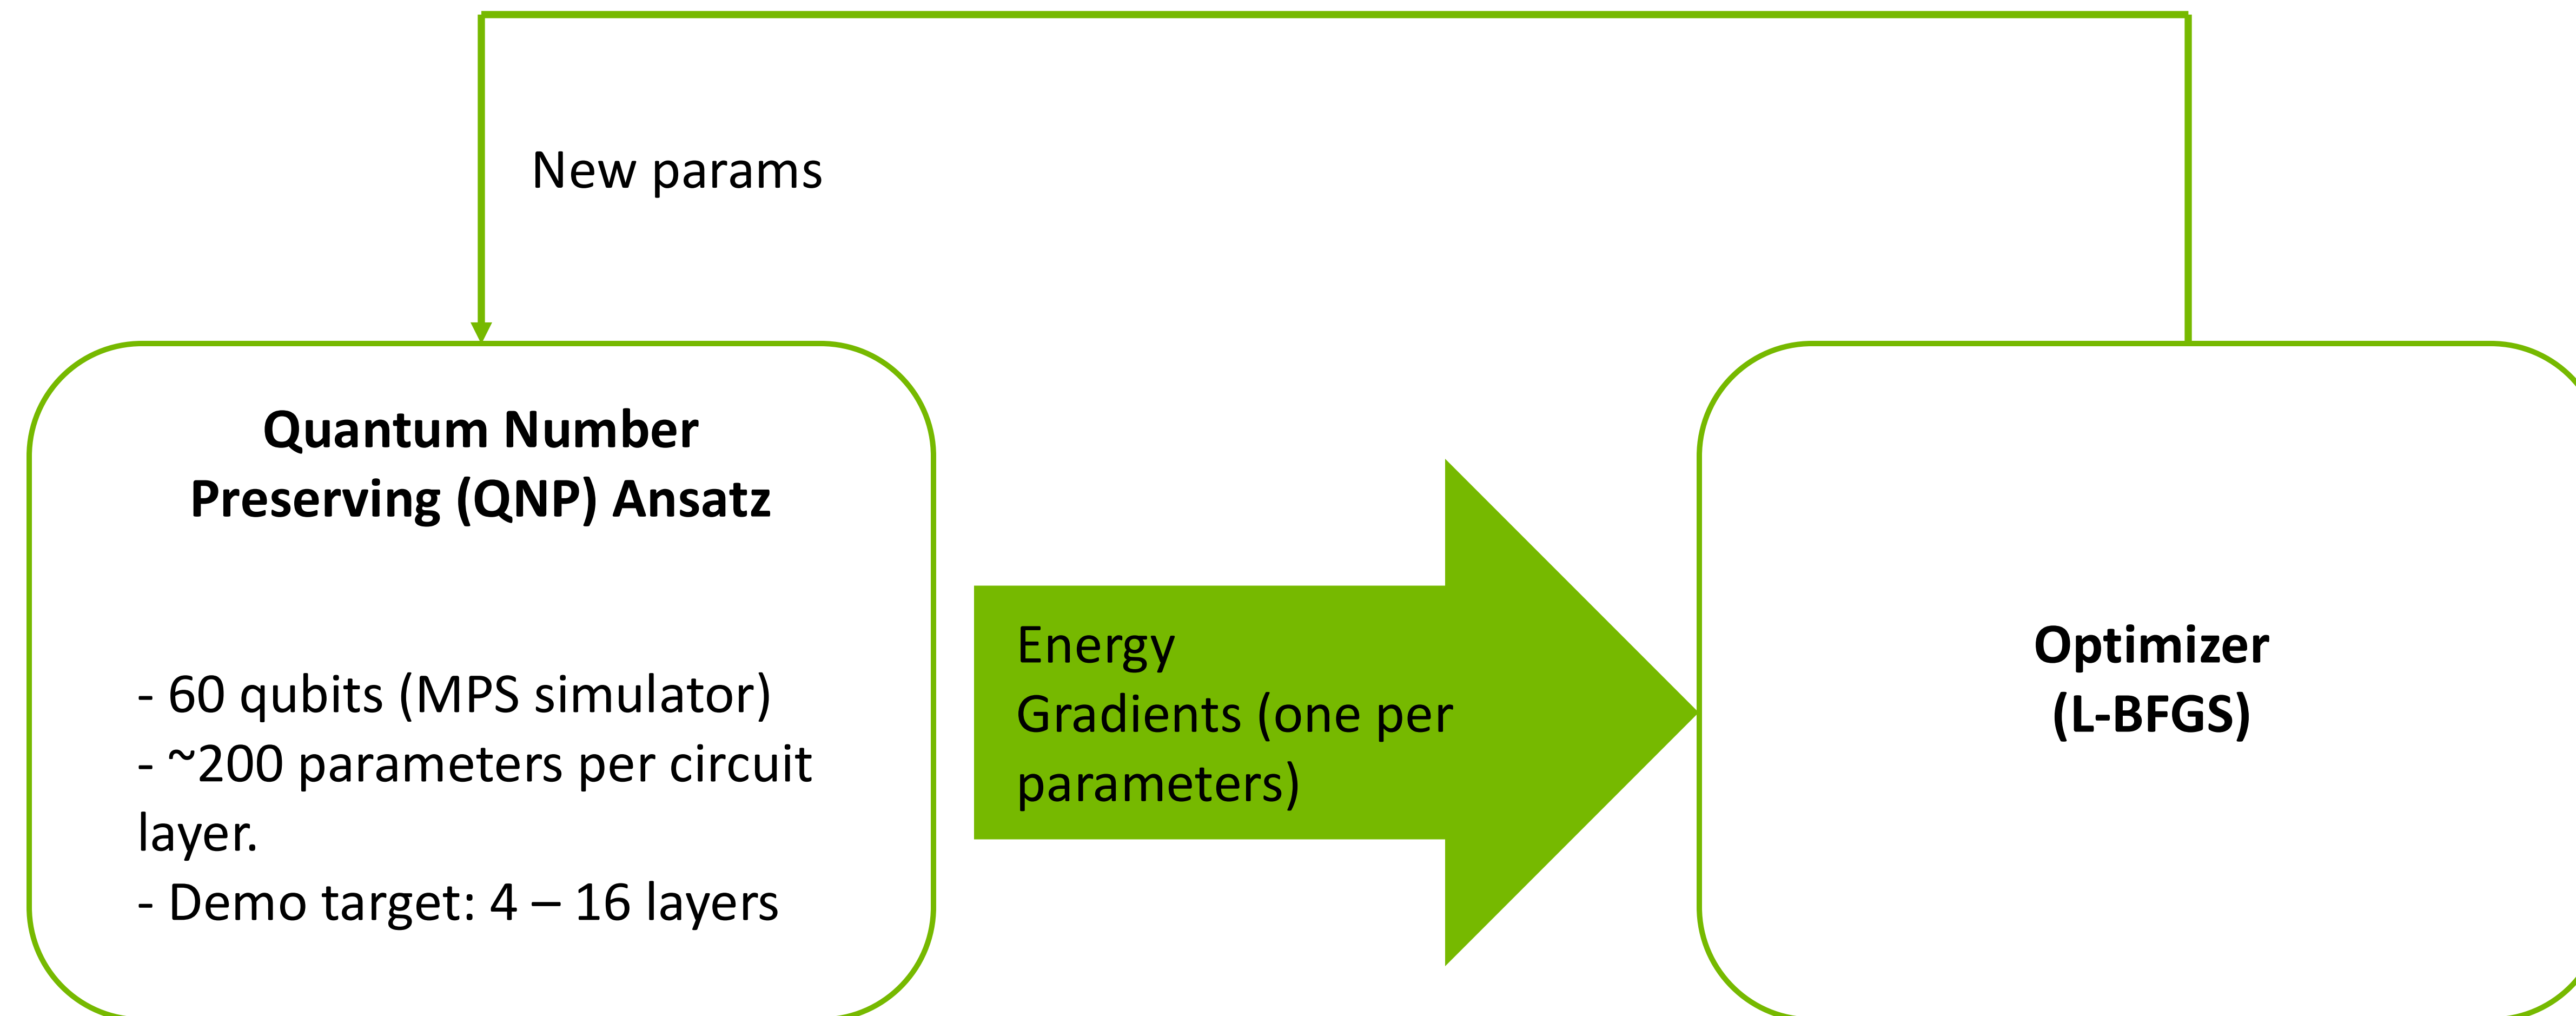 New params
Quantum Number
Preserving (QNP) Ansatz
- 60 qubits (MPS simulator)
- ~200 parameters per circuit
layer.
- Demo target: 4 – 16 layers
Energy
Gradients (one per
parameters)
Optimizer
(L-BFGS)